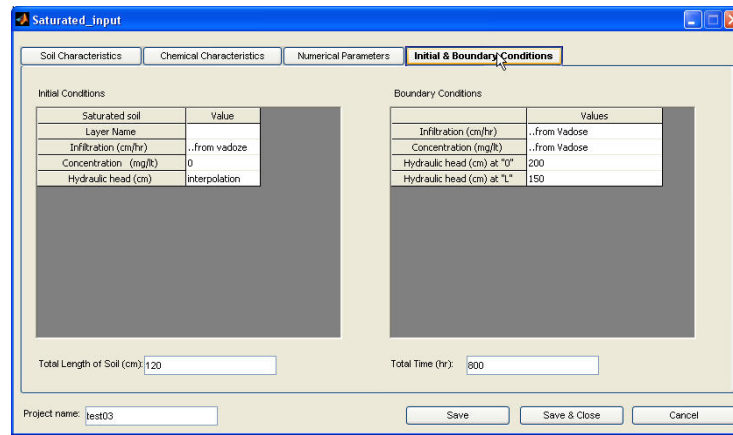 Saturated_input
Soil Characteristics Chemical Characteristics Numerical Parameters Initial & Boundary Conditions
Initial Conditions
Saturated soil Value
Layer Name
Infiltration (cm/hr) ..from vadoze
Concentration (mg/lt) 0
Hydraulic head (cm) interpolation
Total Length of Soil (cm): 120
Boundary Conditions
Values
Infiltration (cm/hr) ..from Vadose
Concentration (mg/lt) ..from Vadose
Hydraulic head (cm) at "0" 200
Hydraulic head (cm) at "L" 150
Total Time (hr): 800
Project name: test03
Save Save & Close Cancel